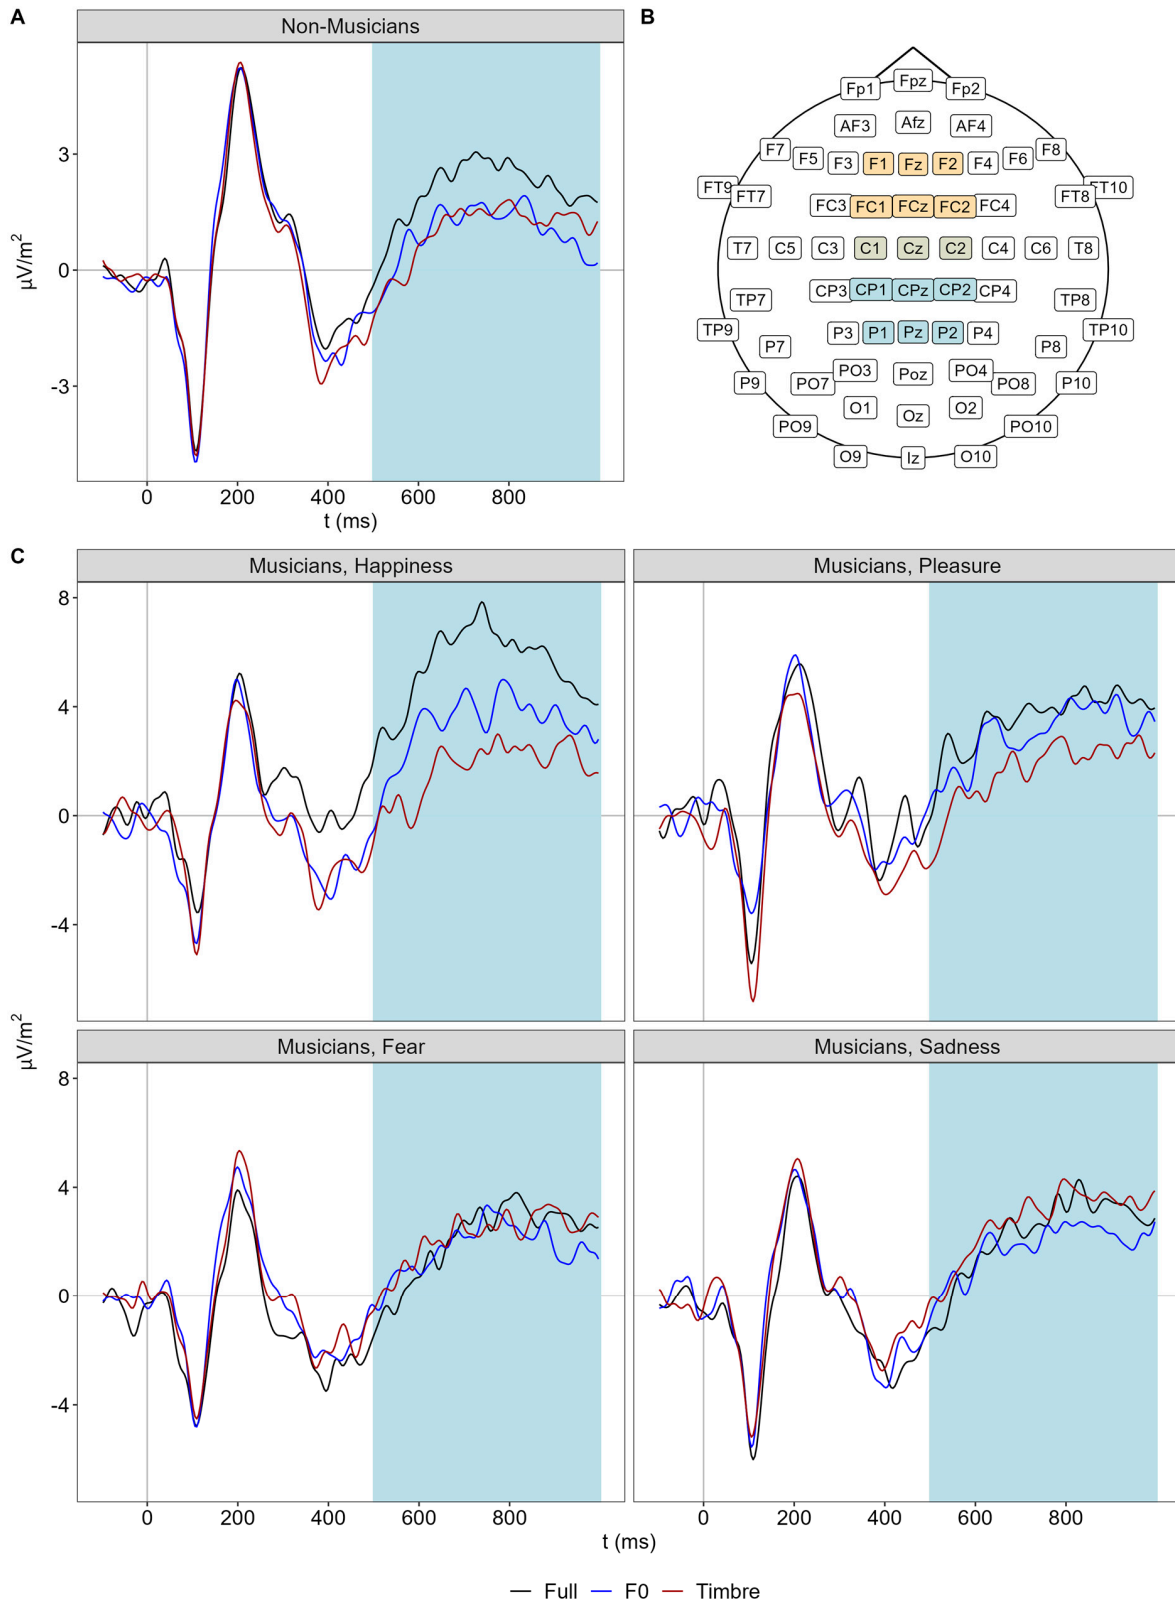 A
Non-Musicians
3
0
-3
µV/m²
0 200 400 600 800
t (ms)
B
Fp1 Fpz Fp2
AF3 Afz AF4
F7 F5 F3 F1 Fz F2 F4 F6 F8
FT9 FT7 FC3 FC1 FCz FC2 FC4 FT8 FT10
T7 C5 C3 C1 Cz C2 C4 C6 T8
TP7 CP3 CP1 CPz CP2 CP4 TP8
TP9 P7 P3 P1 Pz P2 P4 P8 TP10
P9 PO7 PO3 Poz PO4 PO8 P10
PO9 O1 Oz O2 PO10
O9 Iz O10
C
Musicians, Happiness
Musicians, Pleasure
8
4
0
-4
µV/m²
Musicians, Fear
Musicians, Sadness
8
4
0
-4
0 200 400 600 800
0 200 400 600 800
t (ms)
Full F0 Timbre